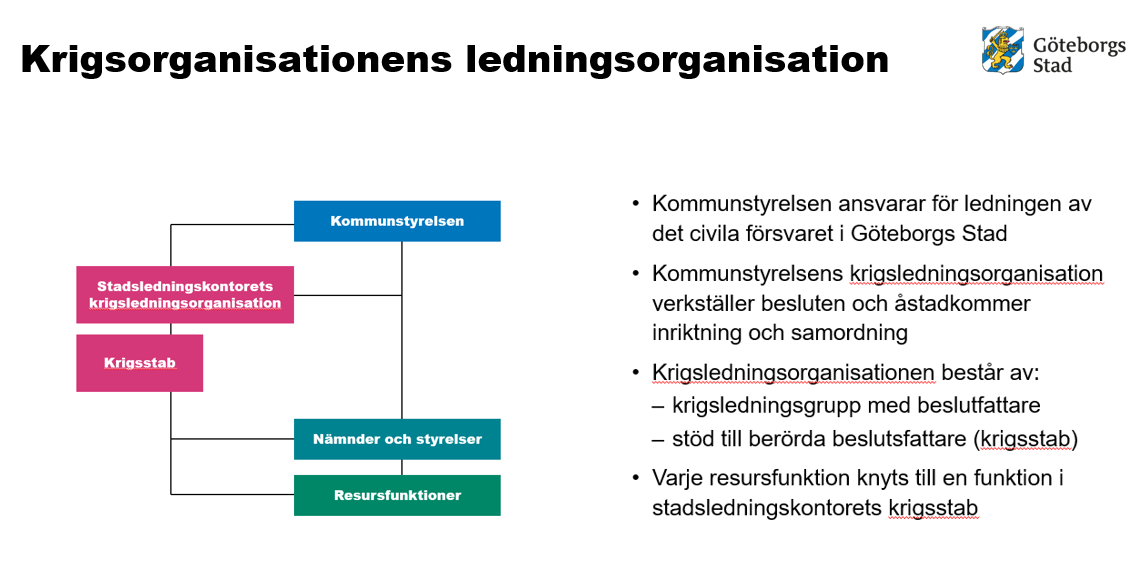 Krigsorganisationens ledningsorganisation
Göteborgs
Stad
Kommunstyrelsen
Stadsledningskontorets
krigsledningsorganisation
Krigsstab
Nämnder och styrelser
Resursfunktioner
• Kommunstyrelsen ansvarar för ledningen av
det civila försvaret i Göteborgs Stad
• Kommunstyrelsens krigsledningsorganisation
verkställer besluten och åstadkommer
inriktning och samordning
• Krigsledningsorganisationen består av:
– krigsledningsgrupp med beslutfattare
– stöd till berörda beslutsfattare (krigsstab)
• Varje resursfunktion knyts till en funktion i
stadsledningskontorets krigsstab